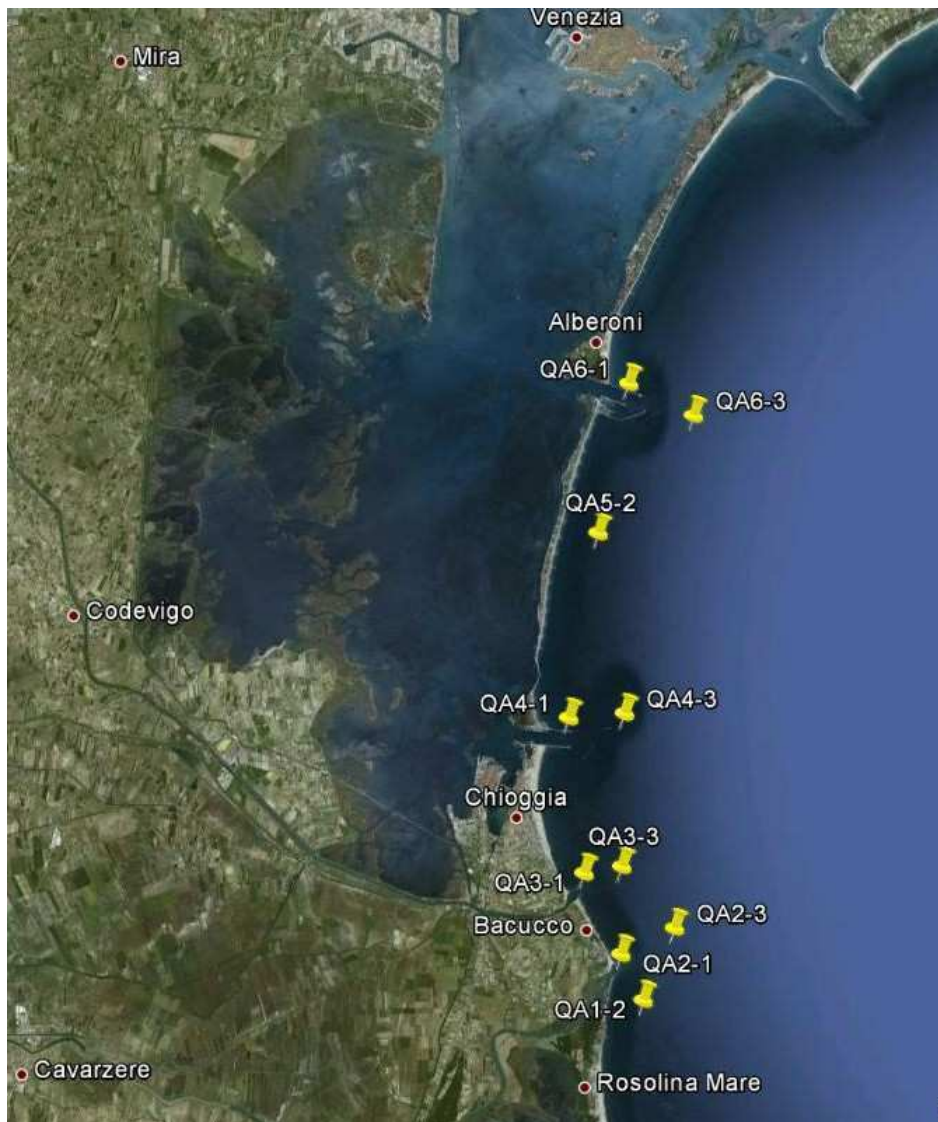 Venezia
Mira
Alberoni
QA6-1
QA6-3
QA5-2
Codevigo
QA4-1
QA4-3
Chioggia
QA3-3
QA3-1
QA2-3
Bacucco
QA2-1
QA1-2
Cavarzere
Rosolina Mare